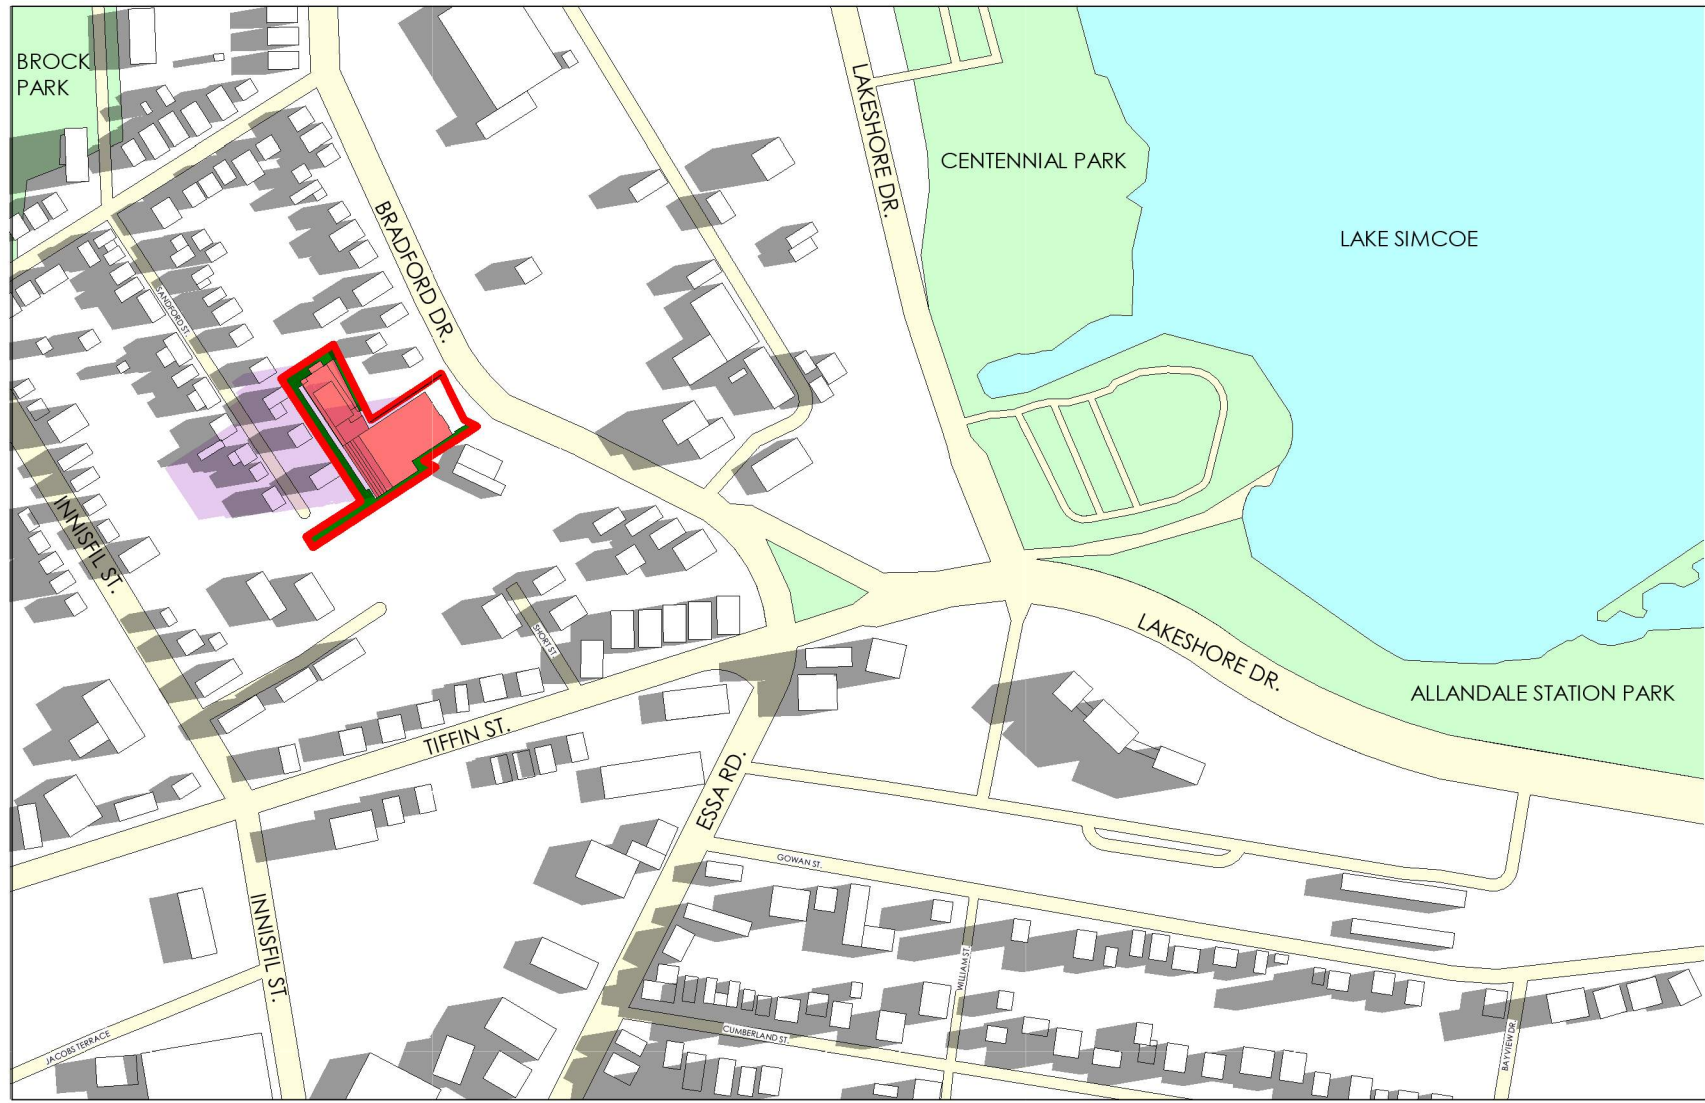 BROCK
PARK
LAKESHORE DR.
CENTENNIAL PARK
LAKE SIMCOE
BRADFORD DR.
SANDFORD ST.
INNISFIL ST.
SHORT ST.
LAKESHORE DR.
ALLANDALE STATION PARK
TIFFIN ST.
ESSA RD.
GOWAN ST.
INNISFIL ST.
WILLIAM ST.
CUMBERLAND ST.
JACOBS TERRACE
BAYVIEW DR.